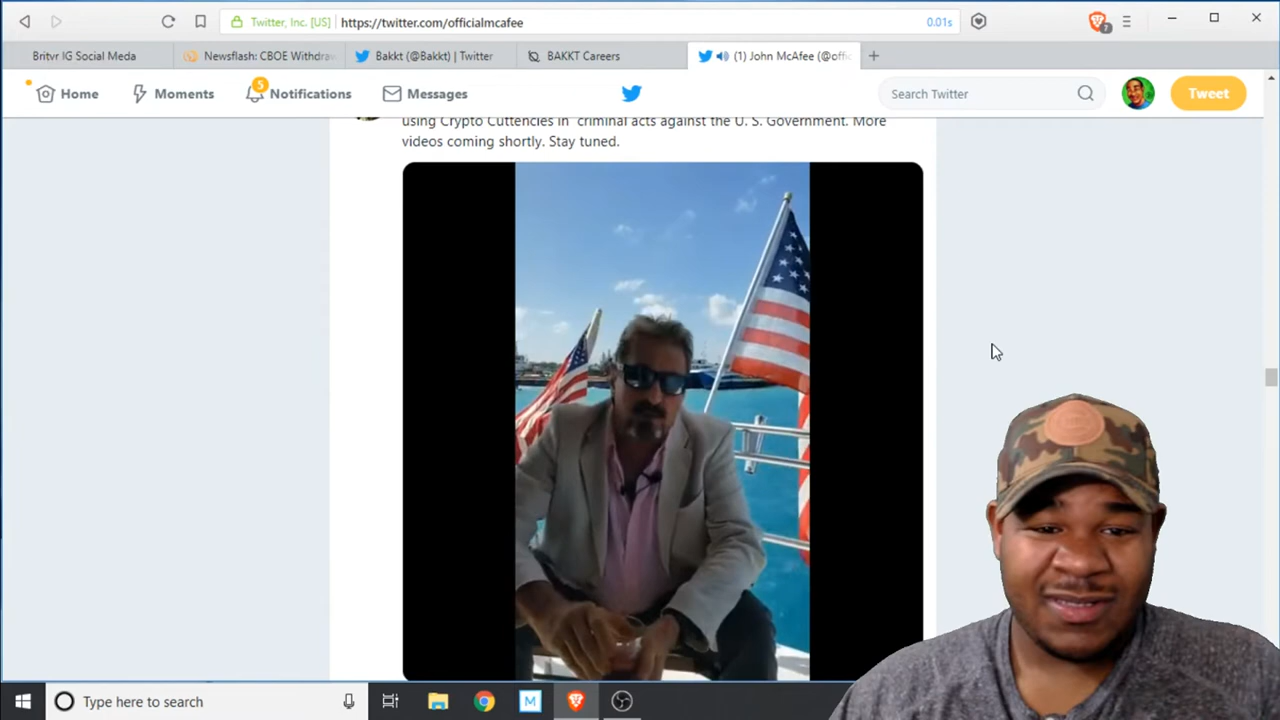 Twitter, Inc. [US] https://twitter.com/officialmcafee 0.01s 7
Britvr IG Social Meda Newsflash: CBOE Withdraw Bakkt (@Bakkt) | Twitter BAKKT Careers (1) John McAfee (@offic
Home Moments 5 Notifications Messages Search Twitter Tweet
using Crypto Cuttencies in criminal acts against the U. S. Government. More
videos coming shortly. Stay tuned.
Type here to search M